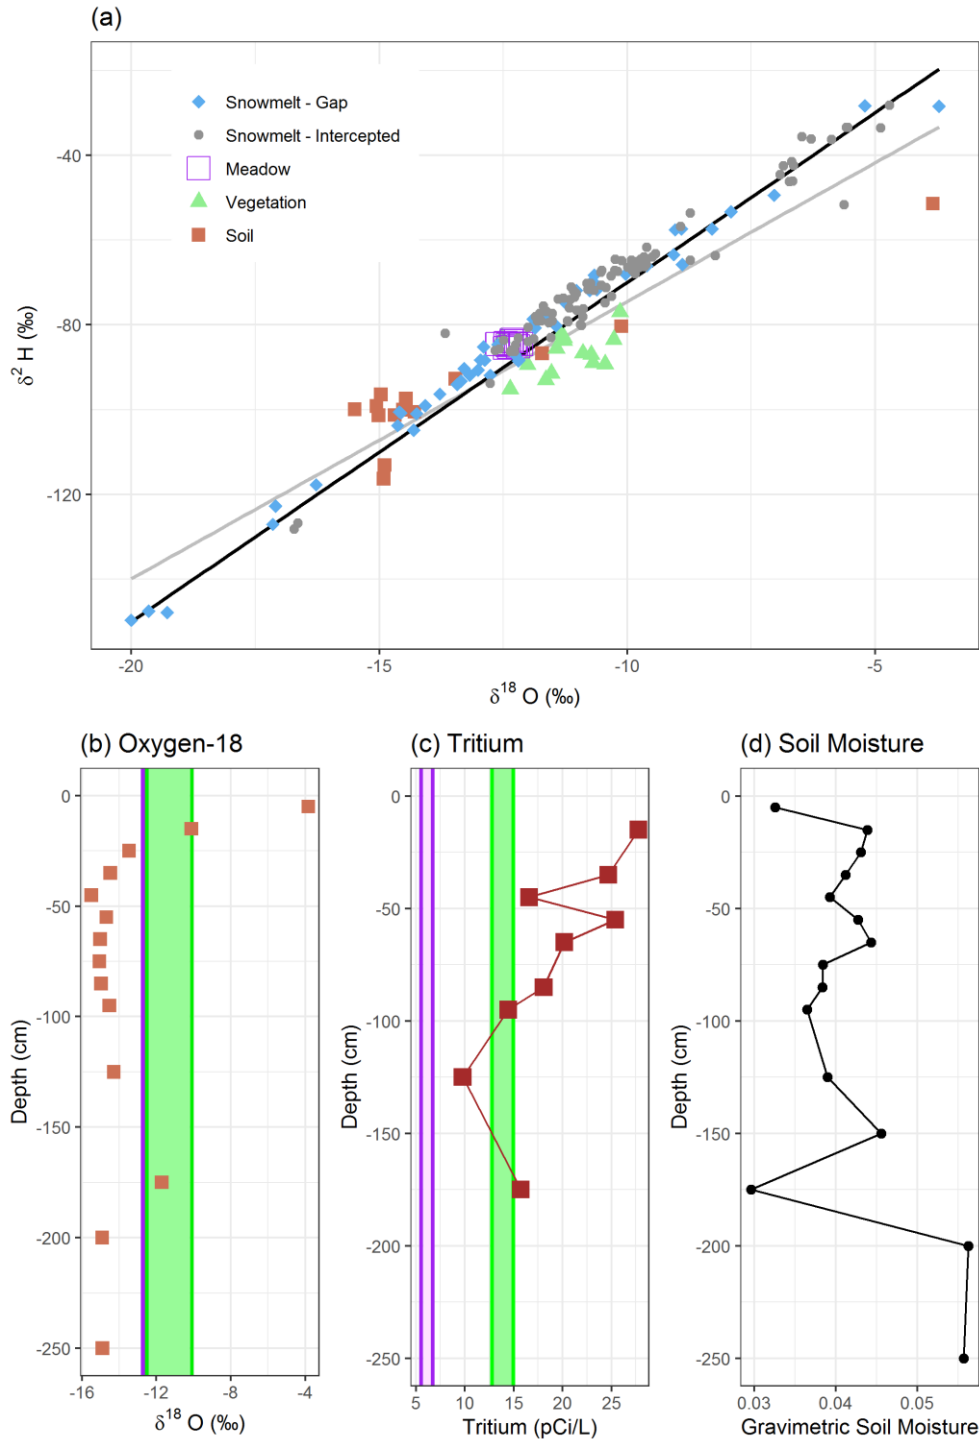 (a)
Snowmelt - Gap
Snowmelt - Intercepted
Meadow
Vegetation
Soil
-40
-80
-120
δ² H (‰)
-20 -15 -10 -5
δ¹⁸ O (‰)
(b) Oxygen-18
0
-50
-100
-150
-200
-250
Depth (cm)
-16 -12 -8 -4
δ¹⁸ O (‰)
(c) Tritium
0
-50
-100
-150
-200
-250
Depth (cm)
5 10 15 20 25
Tritium (pCi/L)
(d) Soil Moisture
0
-50
-100
-150
-200
-250
Depth (cm)
0.03 0.04 0.05
Gravimetric Soil Moisture